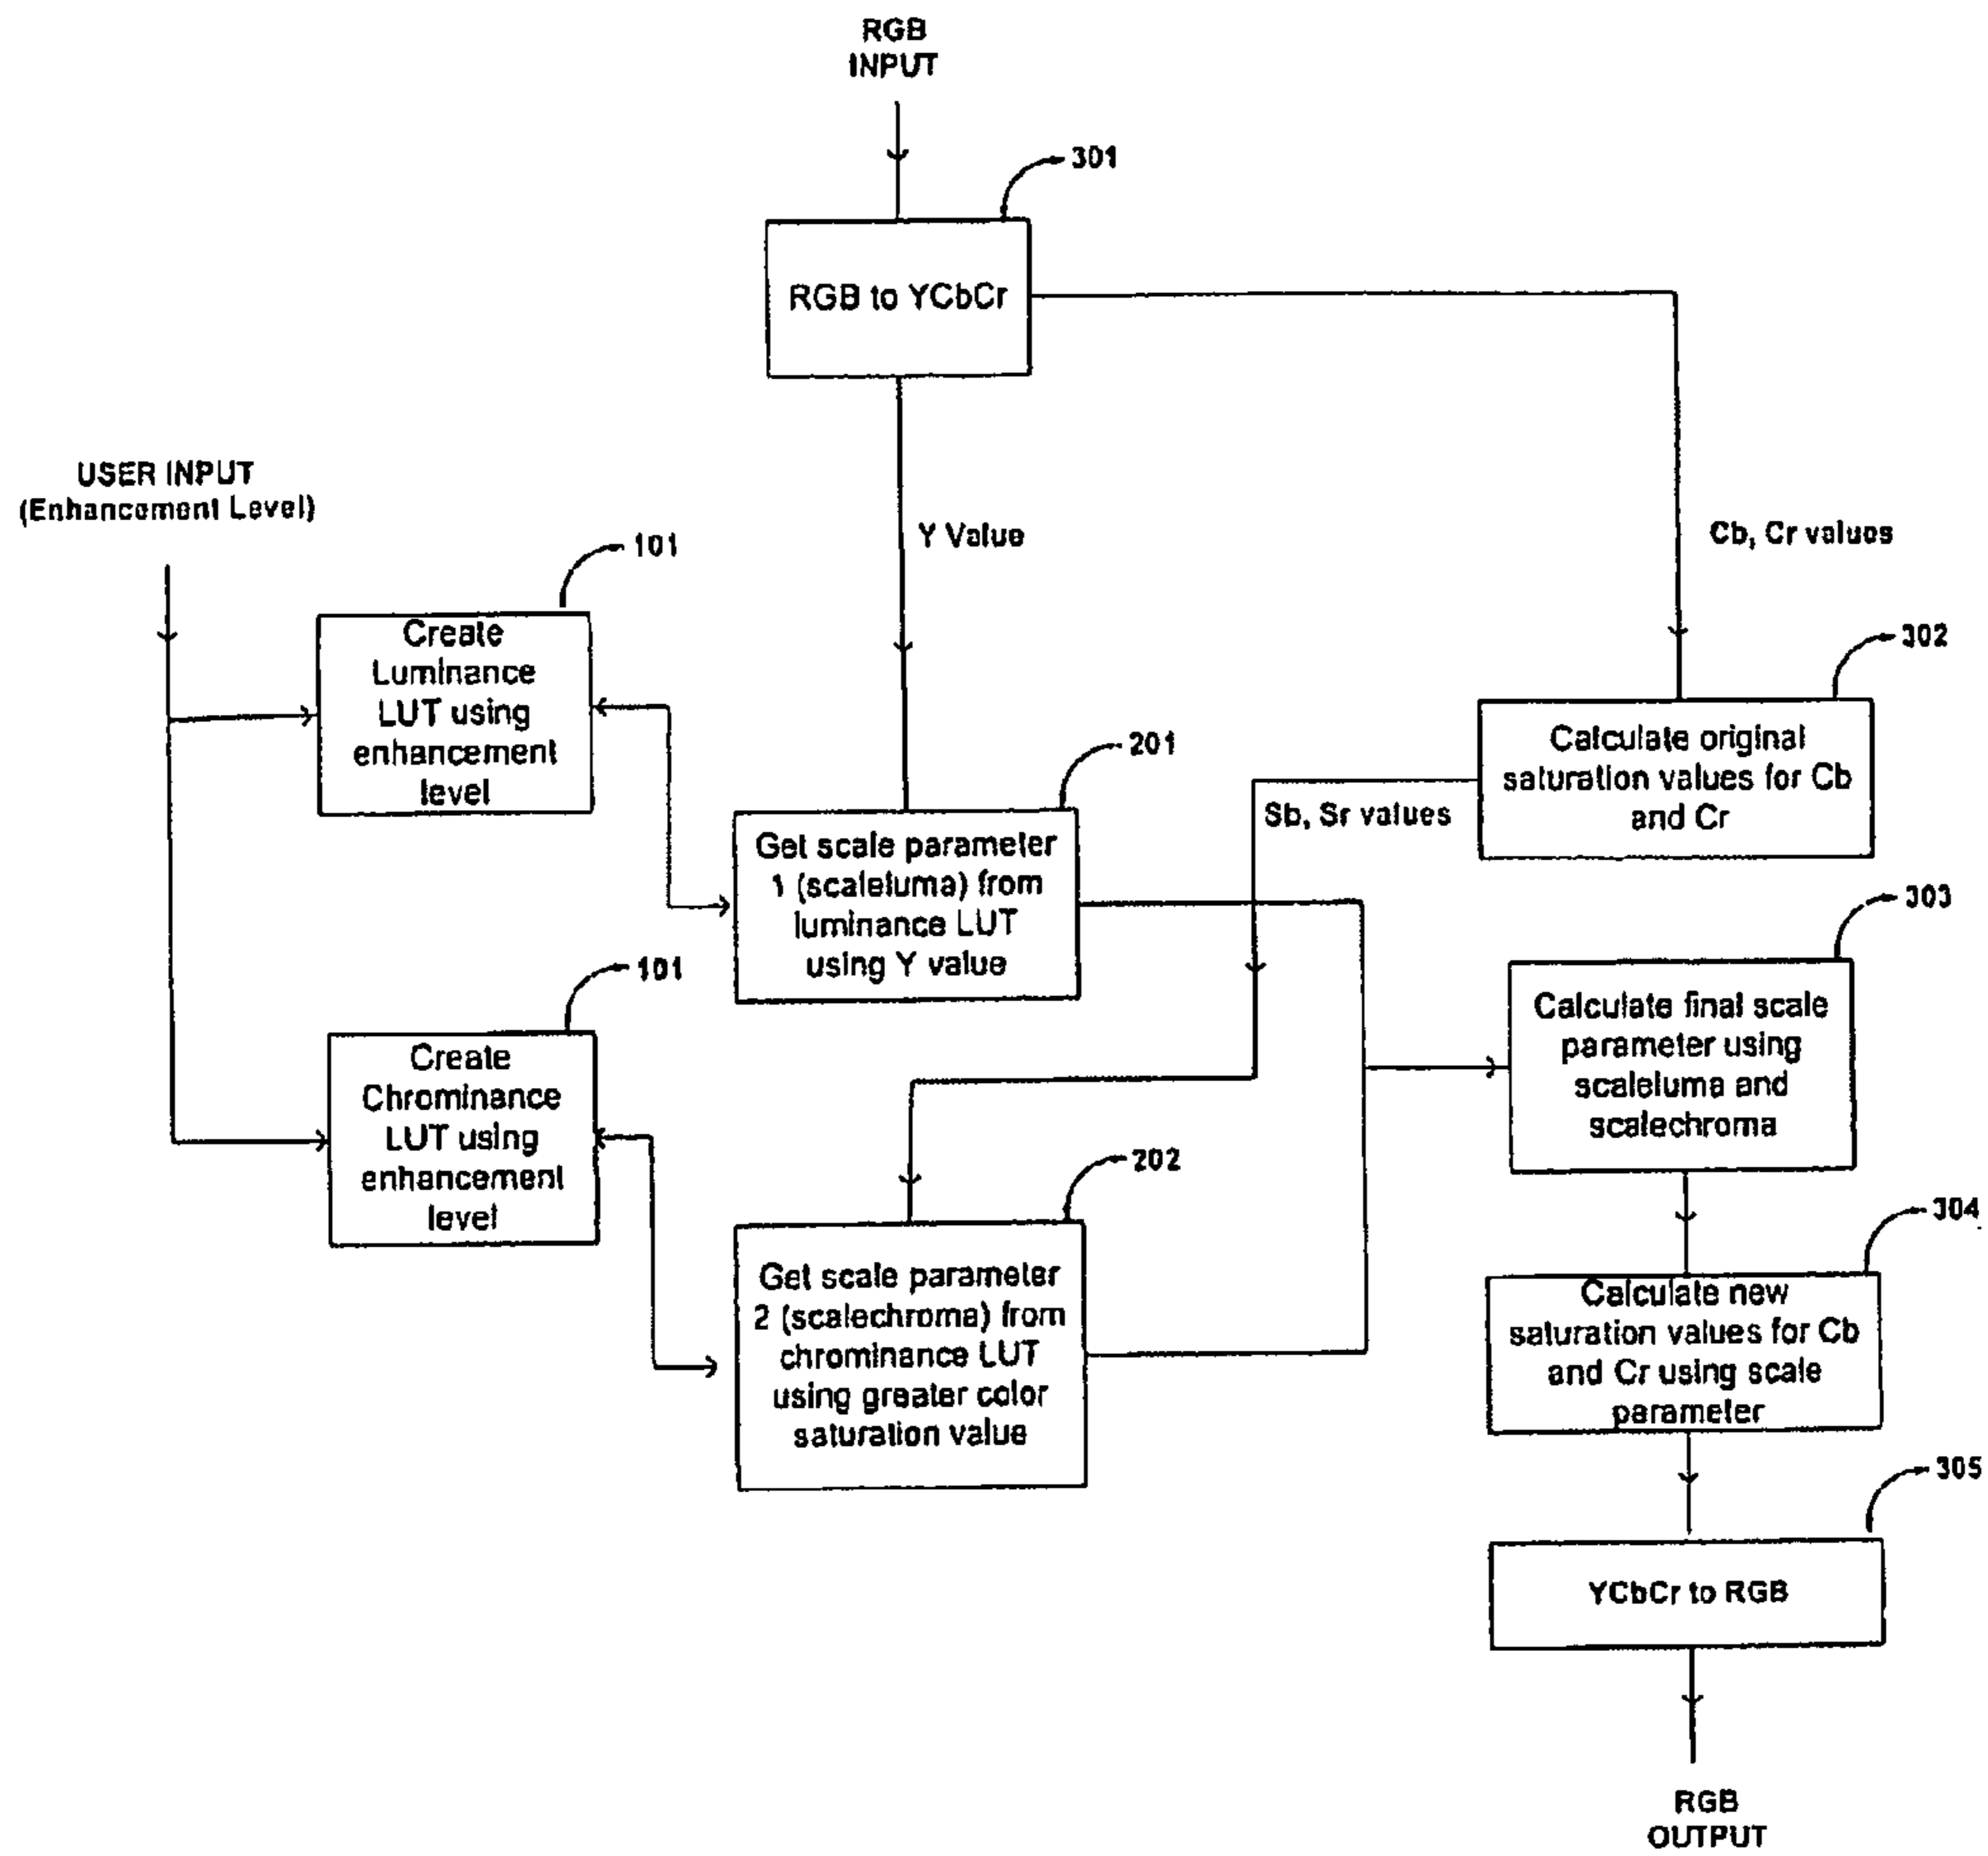 RGB
INPUT
301
RGB to YCbCr
USER INPUT
(Enhancement Level)
Y Value
Cb, Cr values
101
Create
Luminance
LUT using
enhancement
level
302
Calculate original
saturation values for Cb
and Cr
201
Sb, Sr values
Get scale parameter
1 (scaleluma) from
luminance LUT
using Y value
303
Calculate final scale
parameter using
scaleluma and
scalechroma
101
Create
Chrominance
LUT using
enhancement
level
202
Get scale parameter
2 (scalechroma) from
chrominance LUT
using greater color
saturation value
304
Calculate new
saturation values for Cb
and Cr using scale
parameter
305
YCbCr to RGB
RGB
OUTPUT